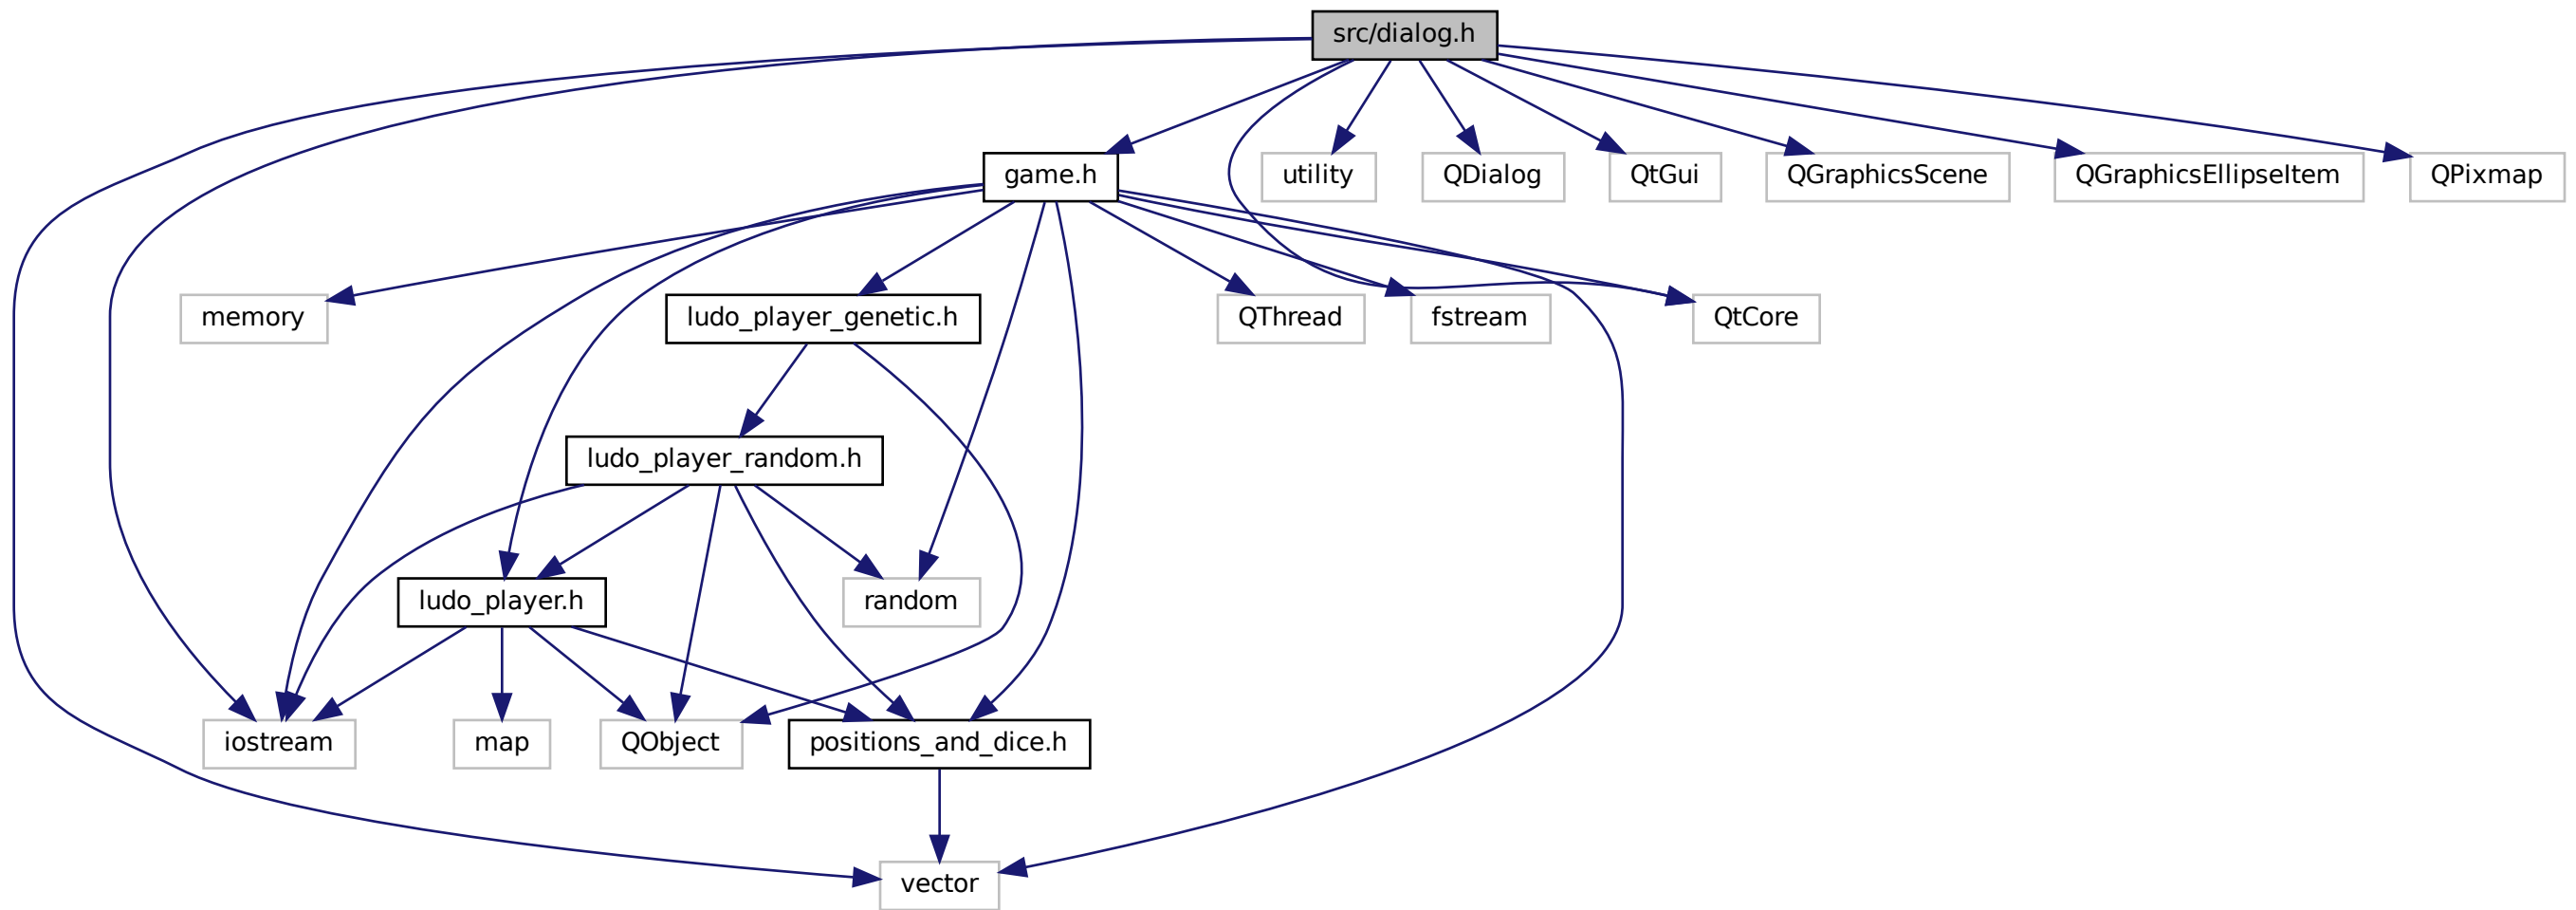 src/dialog.h
game.h
utility
QDialog
QtGui
QGraphicsScene
QGraphicsEllipseItem
QPixmap
memory
ludo_player_genetic.h
QThread
fstream
QtCore
ludo_player_random.h
ludo_player.h
random
iostream
map
QObject
positions_and_dice.h
vector